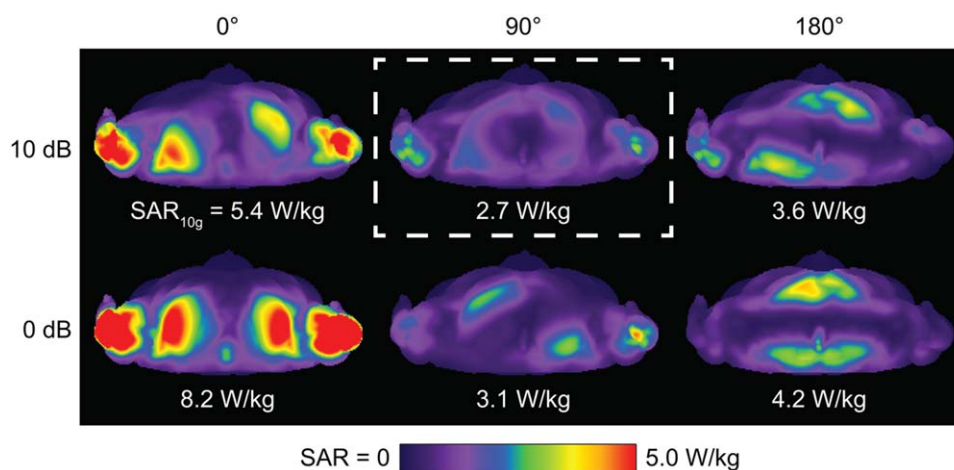 0° 90° 180°
10 dB
SAR10g = 5.4 W/kg 2.7 W/kg 3.6 W/kg
0 dB
8.2 W/kg 3.1 W/kg 4.2 W/kg
SAR = 0 5.0 W/kg